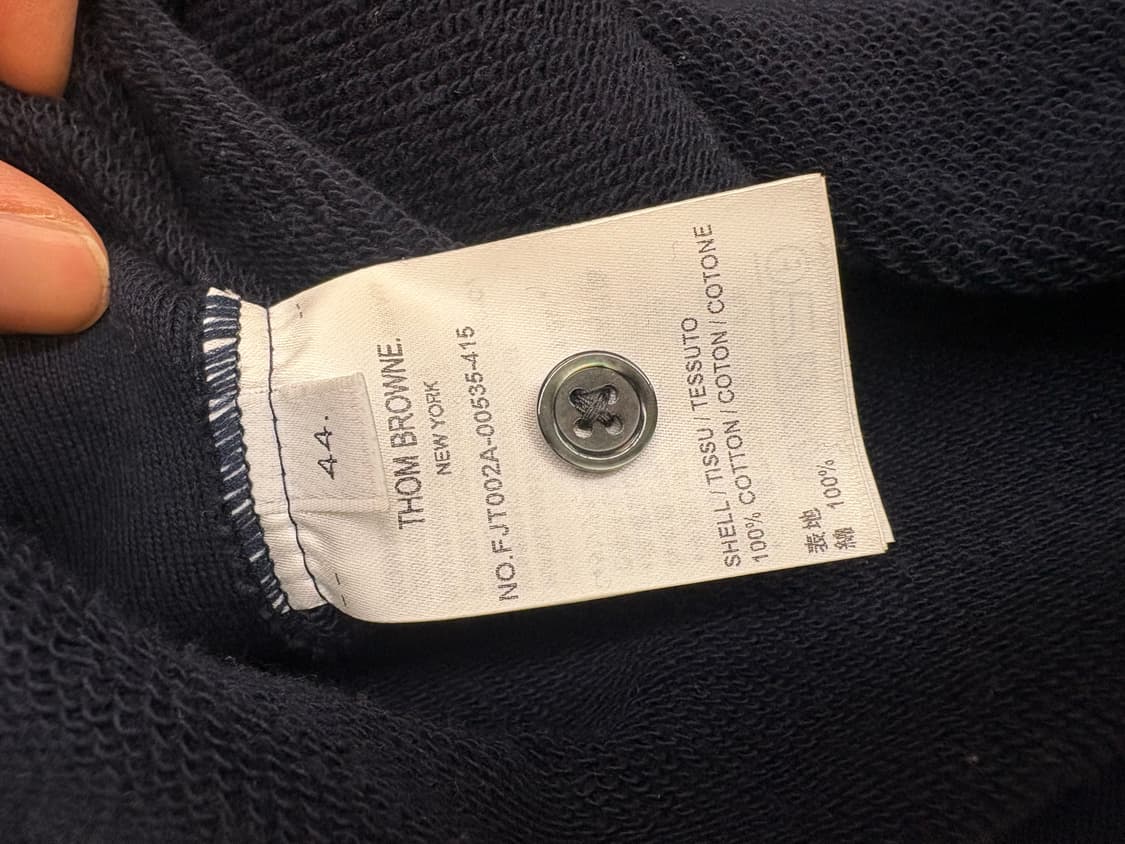 44.
THOM BROWNE.
NEW YORK
NO.FJT002A-00535-415
SHELL / TISSU / TESSUTO
100% COTTON / COTON / COTONE
表地
綿 100%